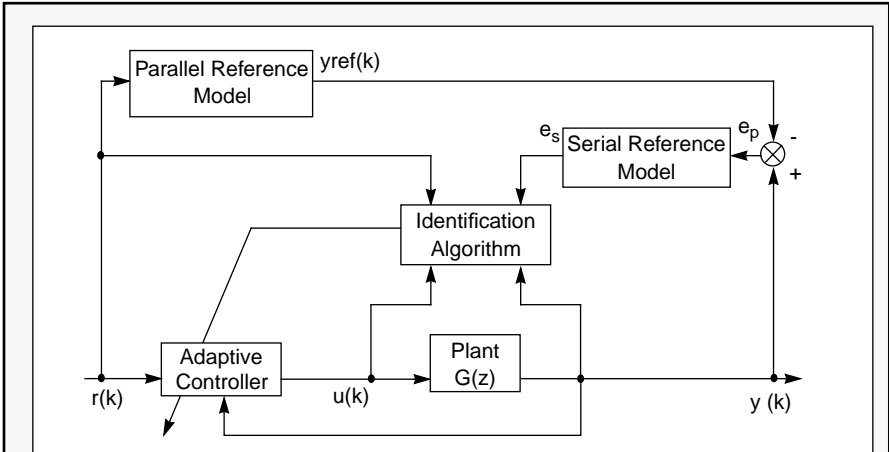 Parallel Reference
Model
yref(k)
e_s
Serial Reference
Model
e_p
-
+
Identification
Algorithm
Adaptive
Controller
Plant
G(z)
r(k)
u(k)
y (k)